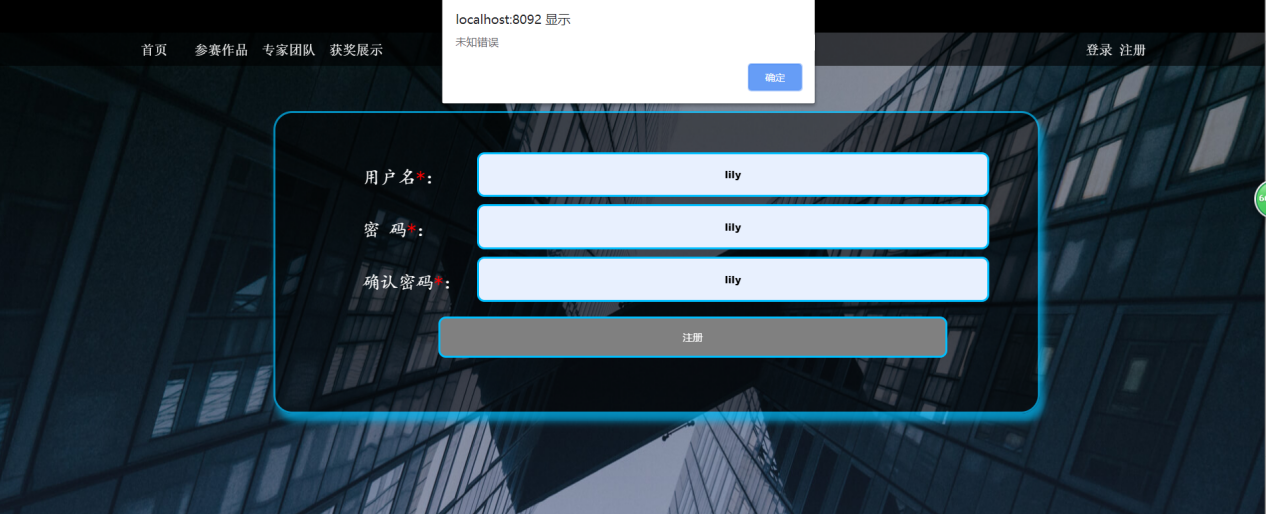 localhost:8092 显示
未知错误
确定
首页 参赛作品 专家团队 获奖展示 登录 注册
用户名*: lily
密 码*: lily
确认密码*: lily
注册